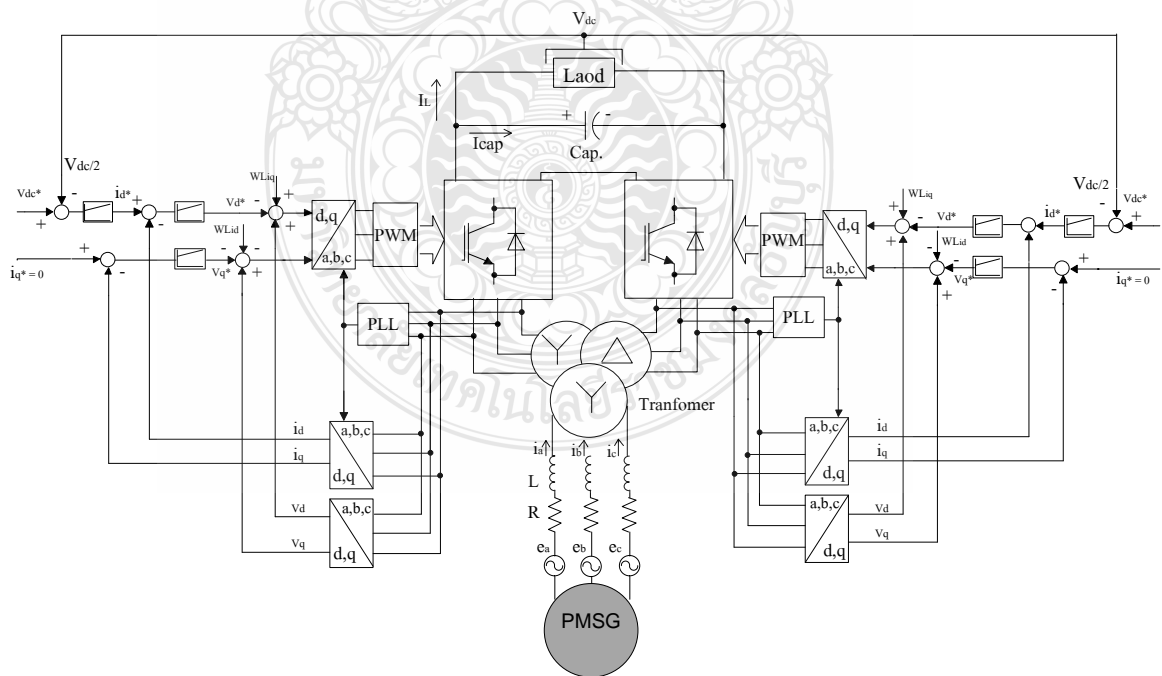 Vdc
Laod
IL
+ -
Icap
Cap.
Vdc/2
Vdc/2
Vdc*
id*
WLiq
Vd*
d,q
a,b,c
PWM
PWM
d,q
a,b,c
WLiq
Vd*
id*
Vdc*
iq* = 0
WLid
Vq*
WLid
Vq*
iq* = 0
PLL
PLL
Tranfomer
id
iq
a,b,c
d,q
ia
ib
ic
a,b,c
d,q
id
iq
L
R
Vd
Vq
a,b,c
d,q
ea
eb
ec
a,b,c
d,q
Vd
Vq
PMSG